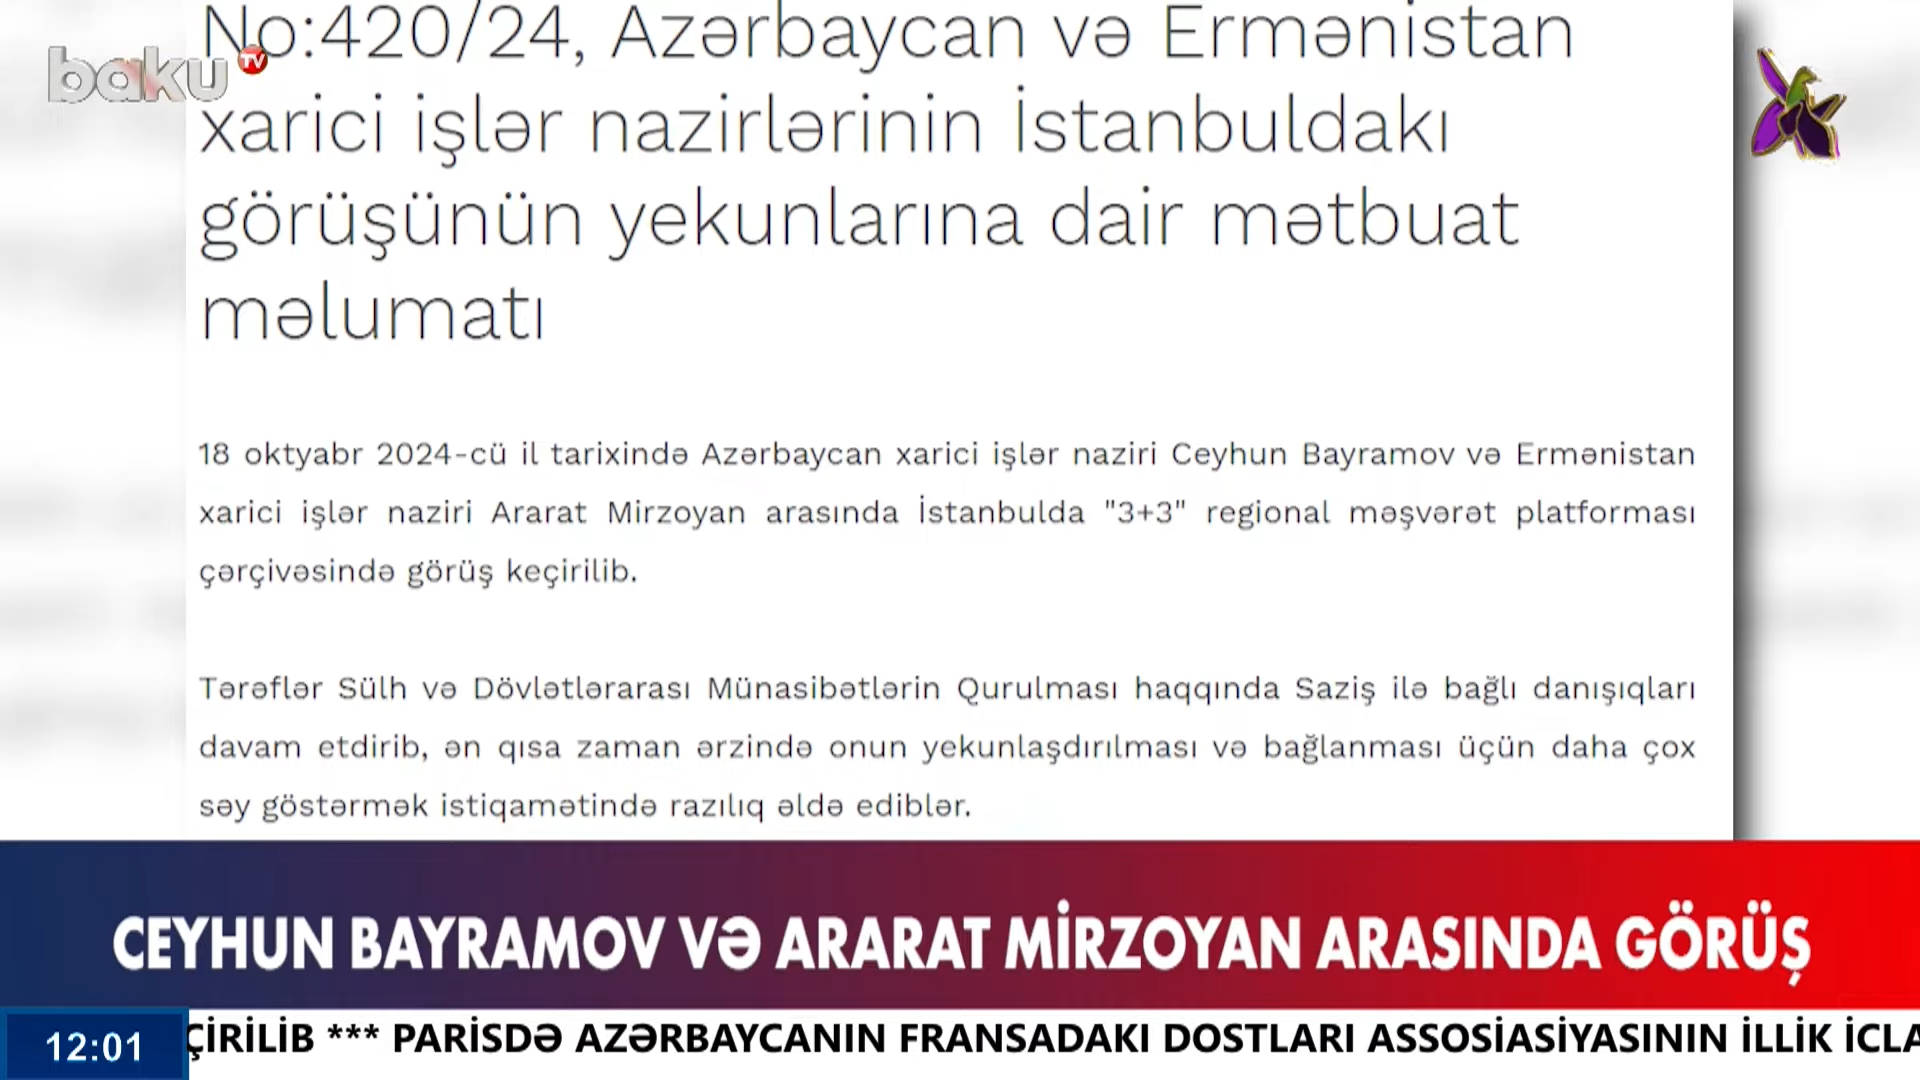 baku TV
No:420/24, Azərbaycan və Ermənistan
xarici işlər nazirlərinin İstanbuldakı
görüşünün yekunlarına dair mətbuat
məlumatı
18 oktyabr 2024-cü il tarixində Azərbaycan xarici işlər naziri Ceyhun Bayramov və Ermənistan
xarici işlər naziri Ararat Mirzoyan arasında İstanbulda "3+3" regional məşvərət platforması
çərçivəsində görüş keçirilib.
Tərəflər Sülh və Dövlətlərarası Münasibətlərin Qurulması haqqında Saziş ilə bağlı danışıqları
davam etdirib, ən qısa zaman ərzində onun yekunlaşdırılması və bağlanması üçün daha çox
səy göstərmək istiqamətində razılıq əldə ediblər.
CEYHUN BAYRAMOV VƏ ARARAT MİRZOYAN ARASINDA GÖRÜŞ
12:01
ÇİRİLİB *** PARİSDƏ AZƏRBAYCANIN FRANSADAKI DOSTLARI ASSOSİASİYASININ İLLİK İCLA